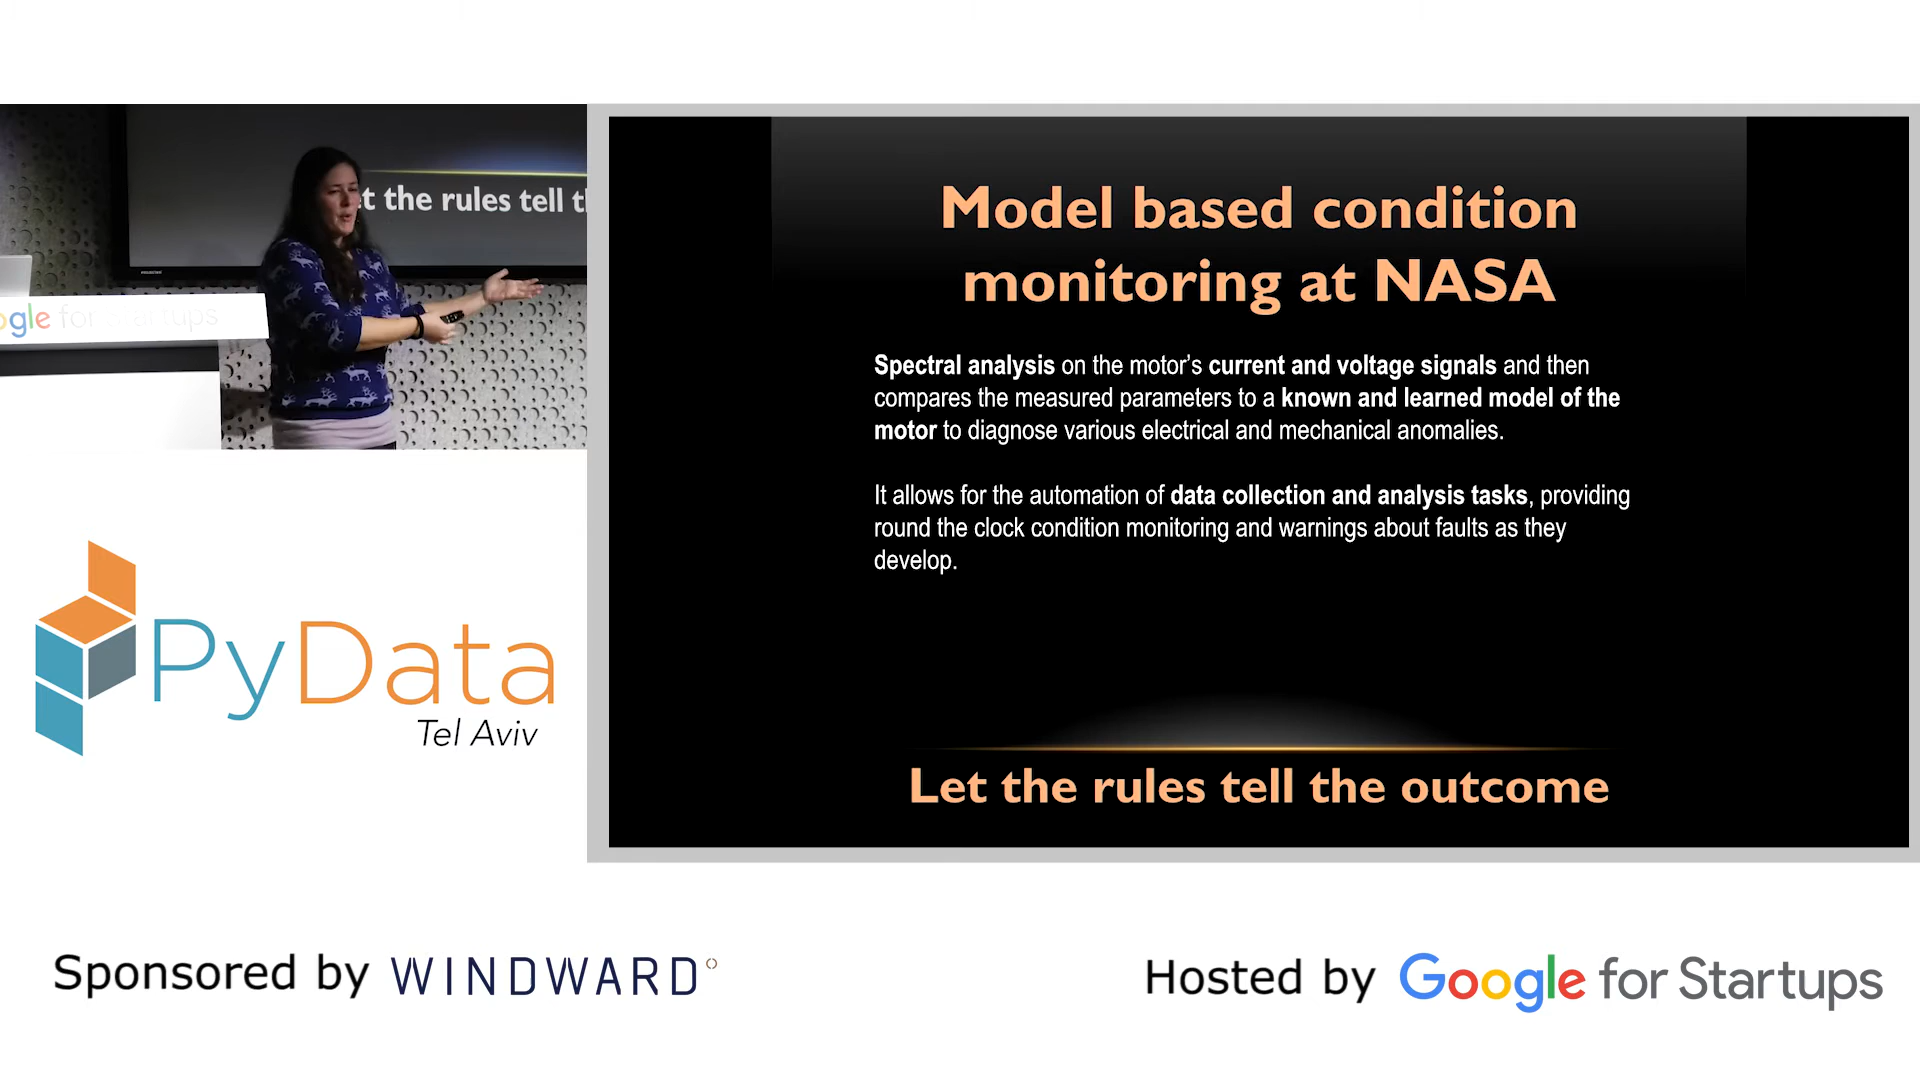 t the rules tell t
ogle for Startups
Model based condition
monitoring at NASA
Spectral analysis on the motor's current and voltage signals and then
compares the measured parameters to a known and learned model of the
motor to diagnose various electrical and mechanical anomalies.
It allows for the automation of data collection and analysis tasks, providing
round the clock condition monitoring and warnings about faults as they
develop.
Let the rules tell the outcome
PyData
Tel Aviv
Sponsored by WINDWARD
Hosted by Google for Startups